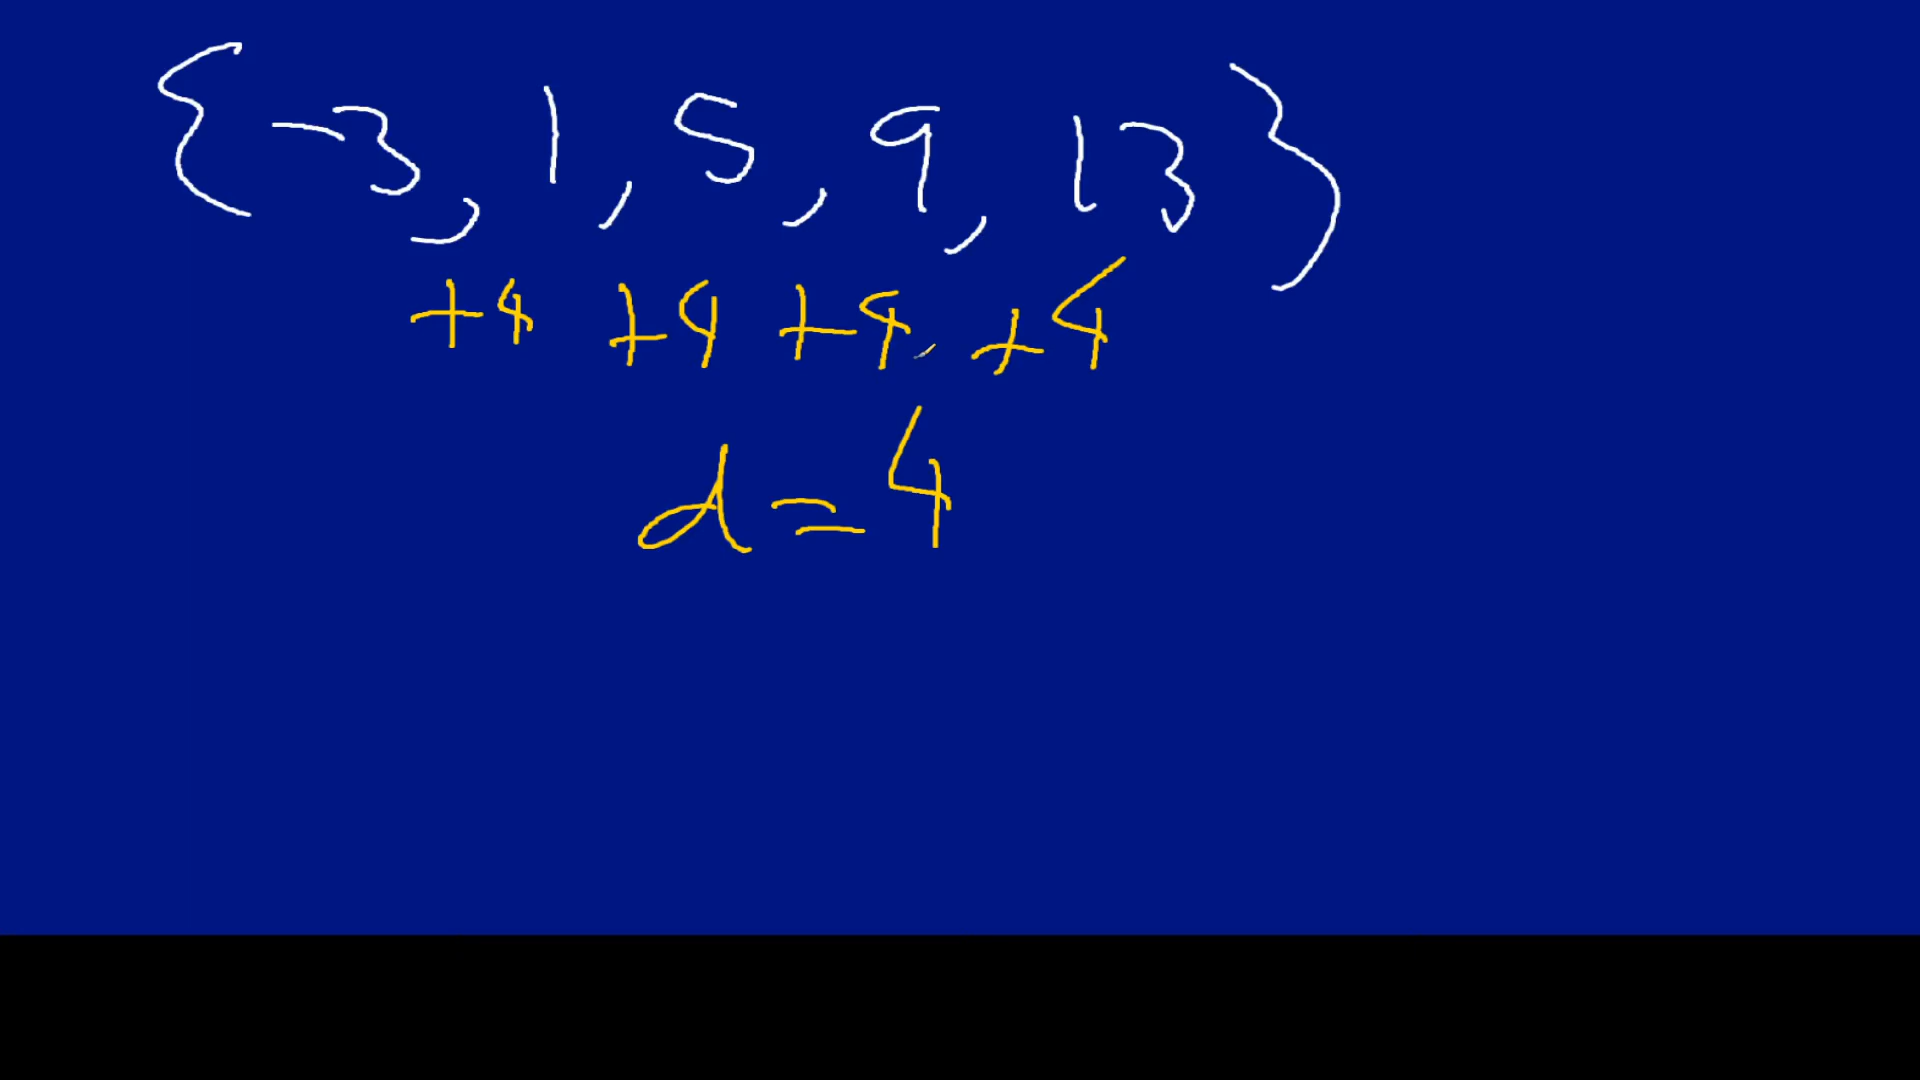 {-3, 1, 5, 9, 13}
+4 +4 +4 +4
d=4